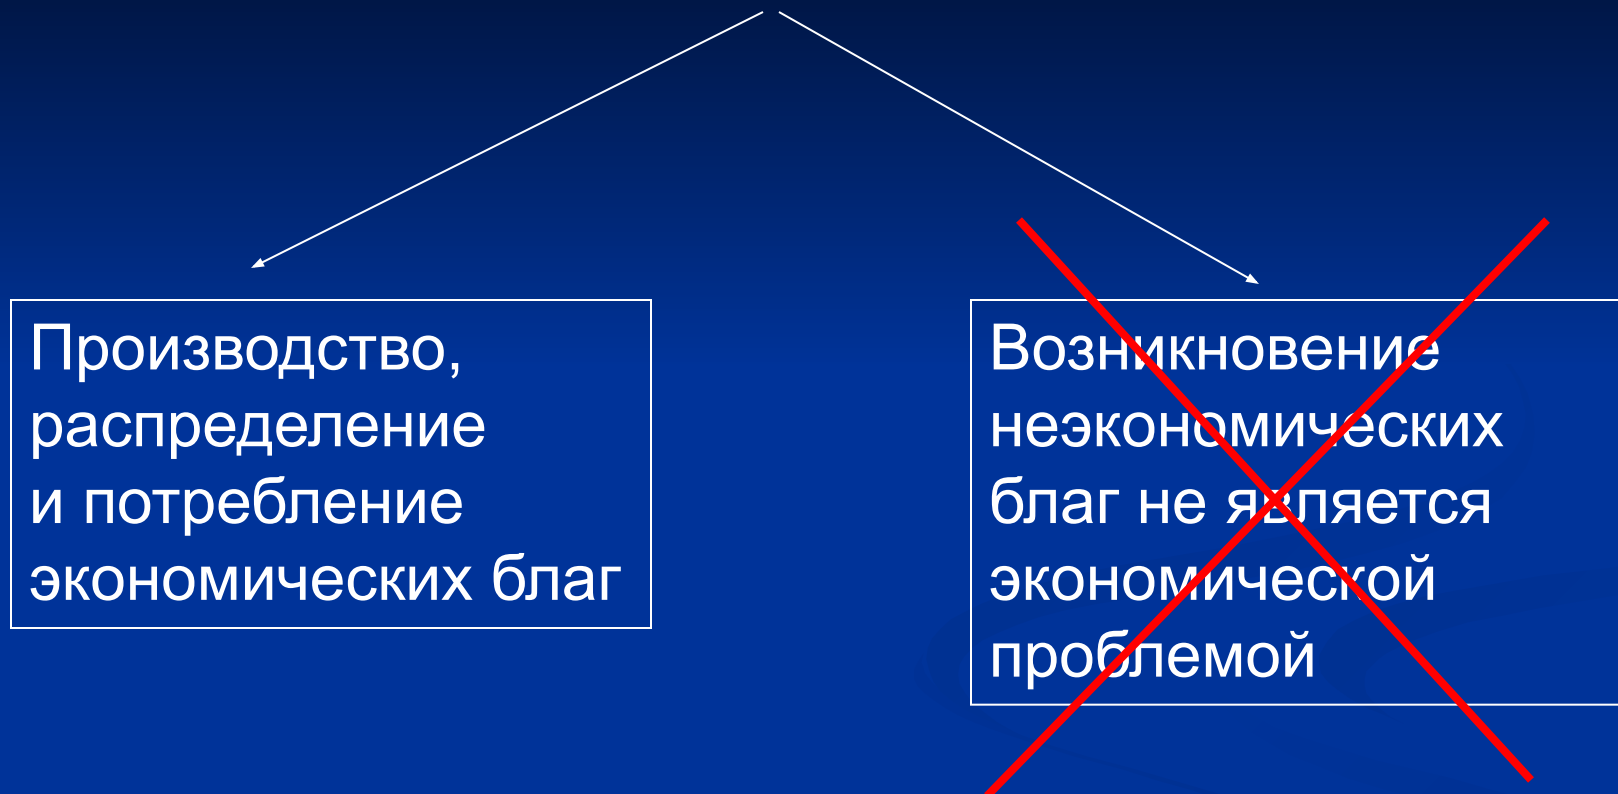 Производство,
распределение
и потребление
экономических благ
Возникновение
неэкономических
благ не является
экономической
проблемой